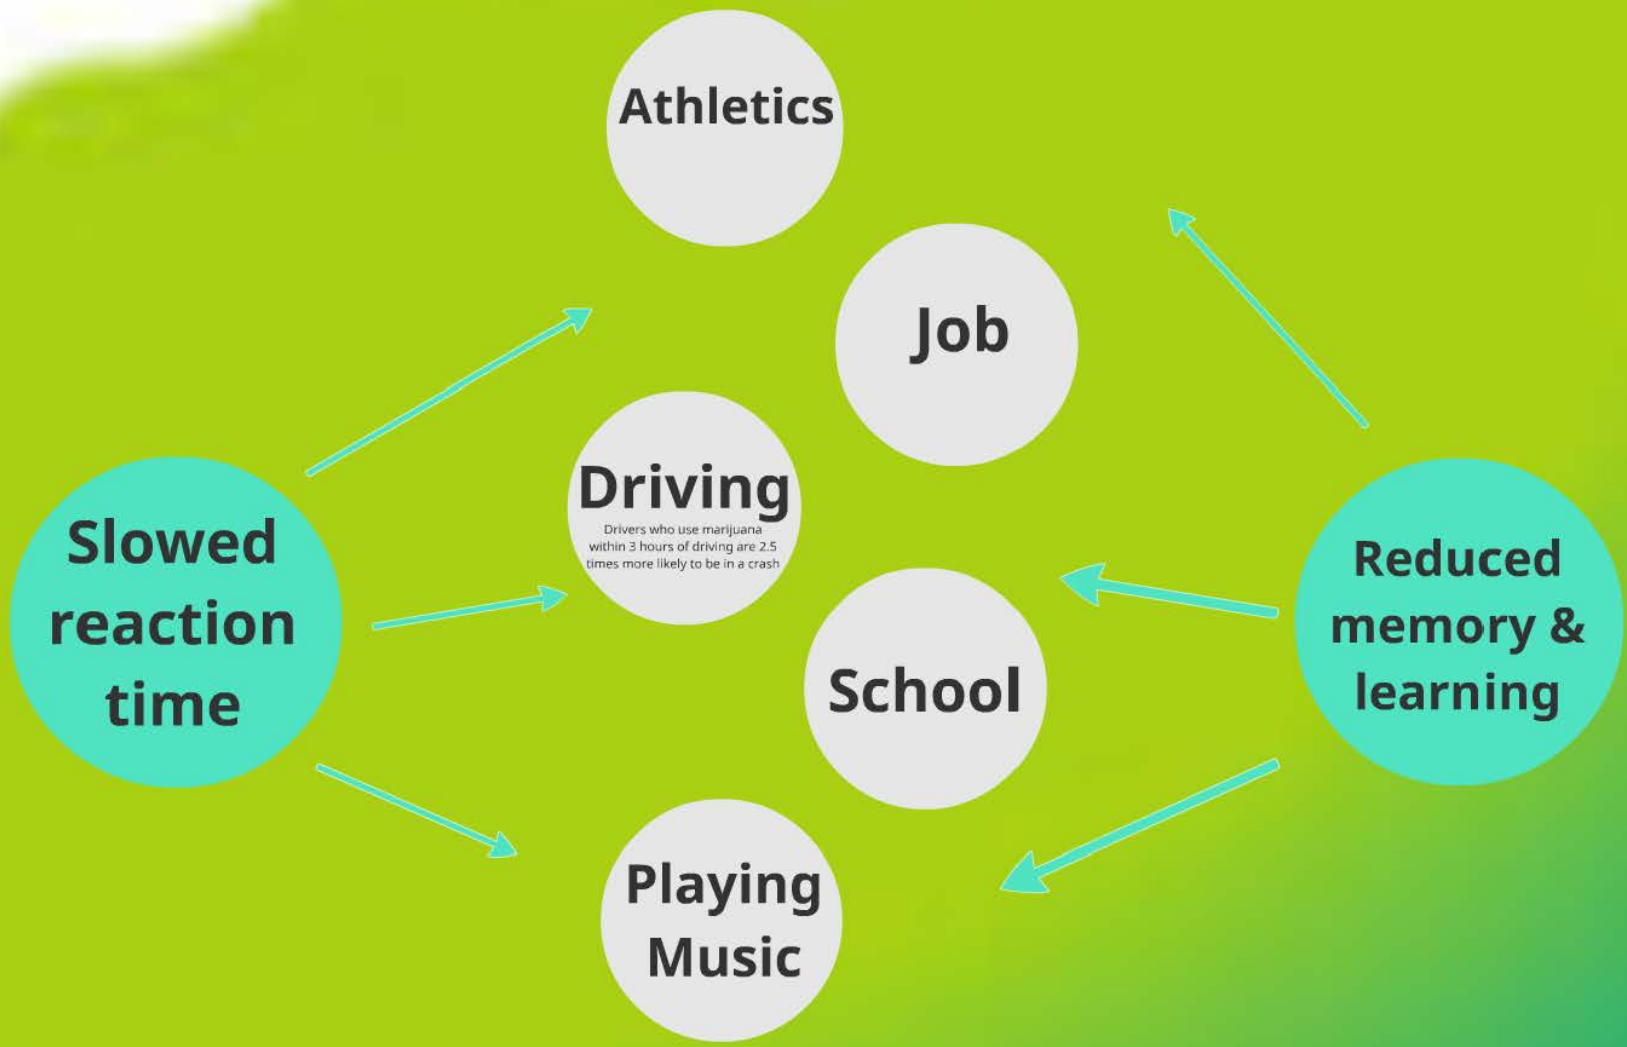 Athletics
Job
Driving
Drivers who use marijuana
within 3 hours of driving are 2.5
times more likely to be in a crash
Slowed
reaction
time
Reduced
memory &
learning
School
Playing
Music